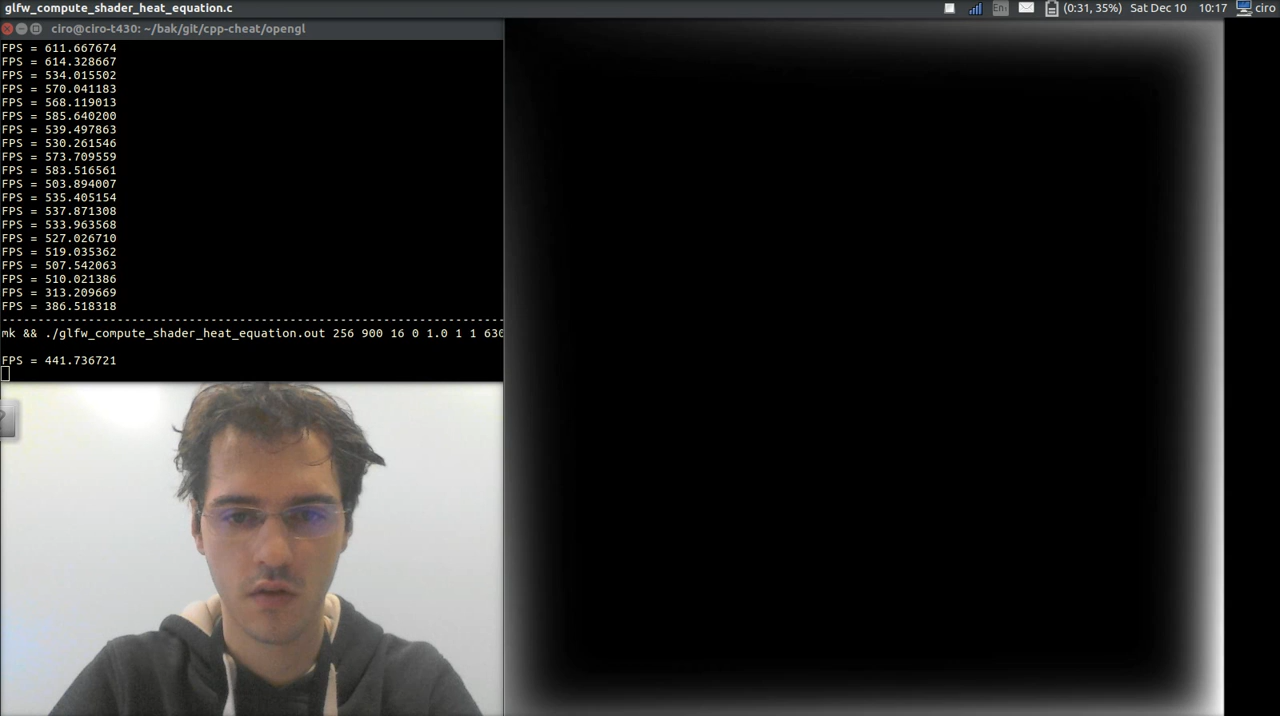 glfw_compute_shader_heat_equation.c
En₁ (0:31, 35%) Sat Dec 10 10:17 ciro
ciro@ciro-t430: ~/bak/git/cpp-cheat/opengl
FPS = 611.667674
FPS = 614.328667
FPS = 534.015502
FPS = 570.041183
FPS = 568.119013
FPS = 585.640200
FPS = 539.497863
FPS = 530.261546
FPS = 573.709559
FPS = 583.516561
FPS = 503.894007
FPS = 535.405154
FPS = 537.871308
FPS = 533.963568
FPS = 527.026710
FPS = 519.035362
FPS = 507.542063
FPS = 510.021386
FPS = 313.209669
FPS = 386.518318
--------------------------------------------------------------------------------
mk && ./glfw_compute_shader_heat_equation.out 256 900 16 0 1.0 1 1 630
FPS = 441.736721